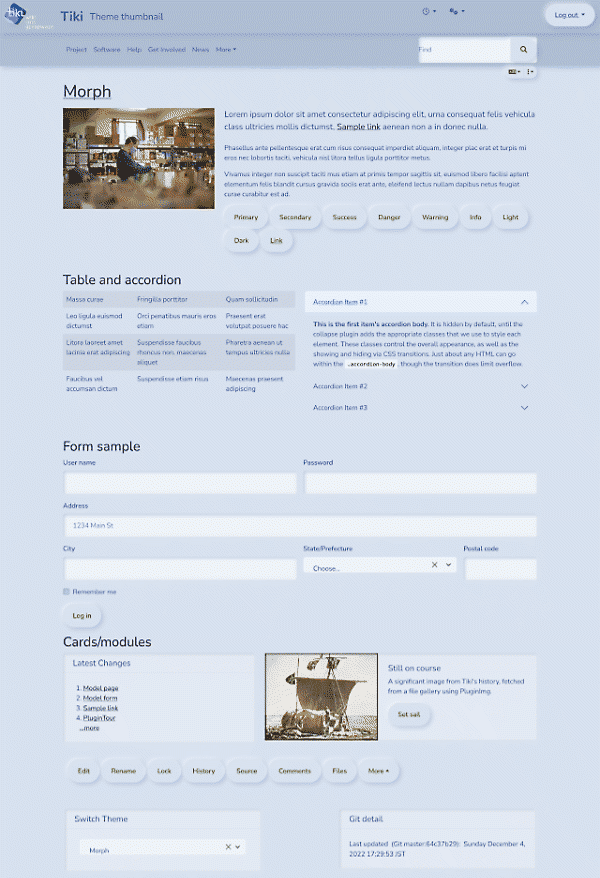 Tiki Theme thumbnail
Log out
Project Software Help Get Involved News More
Find
Morph
Lorem ipsum dolor sit amet consectetur adipiscing elit, urna consequat felis vehicula
class ultricies mollis dictumst, Sample link aenean non a in donec nulla.
Phasellus ante pellentesque erat cum risus consequat imperdiet aliquam, integer plac erat et turpis mi
eros nec lobortis taciti, vehicula nisl litora tellus ligula porttitor metus.
Vivamus integer non suscipit taciti mus etiam at primis tempor sagittis sit, euismod libero facilisi aptent
elementum felis blandit cursus gravida sociis erat ante, eleifend lectus nullam dapibus netus feugiat
curae curabitur est ad.
Primary Secondary Success Danger Warning Info Light
Dark Link
Table and accordion
Massa curae Fringilla porttitor Quam sollicitudin
Leo ligula euismod Orci penatibus mauris eros Praesent erat
dictumst etiam volutpat posuere hac
Litora laoreet amet Suspendisse faucibus Pharetra aenean ut
lacinia erat adipiscing rhoncus non, maecenas tempus ultricies nulla
aliquet
Faucibus vel Suspendisse etiam risus Maecenas praesent
accumsan dictum adipiscing
Accordion Item #1
This is the first item's accordion body. It is hidden by default, until the
collapse plugin adds the appropriate classes that we use to style each
element. These classes control the overall appearance, as well as the
showing and hiding via CSS transitions. Just about any HTML can go
within the .accordion-body , though the transition does limit overflow.
Accordion Item #2
Accordion Item #3
Form sample
User name Password
Address
1234 Main St
City State/Prefecture Postal code
Choose...
Remember me
Log in
Cards/modules
Latest Changes
1. Model page
2. Model form
3. Sample link
4. PluginTour
...more
Still on course
A significant image from Tiki's history, fetched
from a file gallery using PluginImg.
Set sail
Edit Rename Lock History Source Comments Files More
Switch Theme
Morph
Git detail
Last updated (Git master:64c37b29): Sunday December 4,
2022 17:29:53 JST